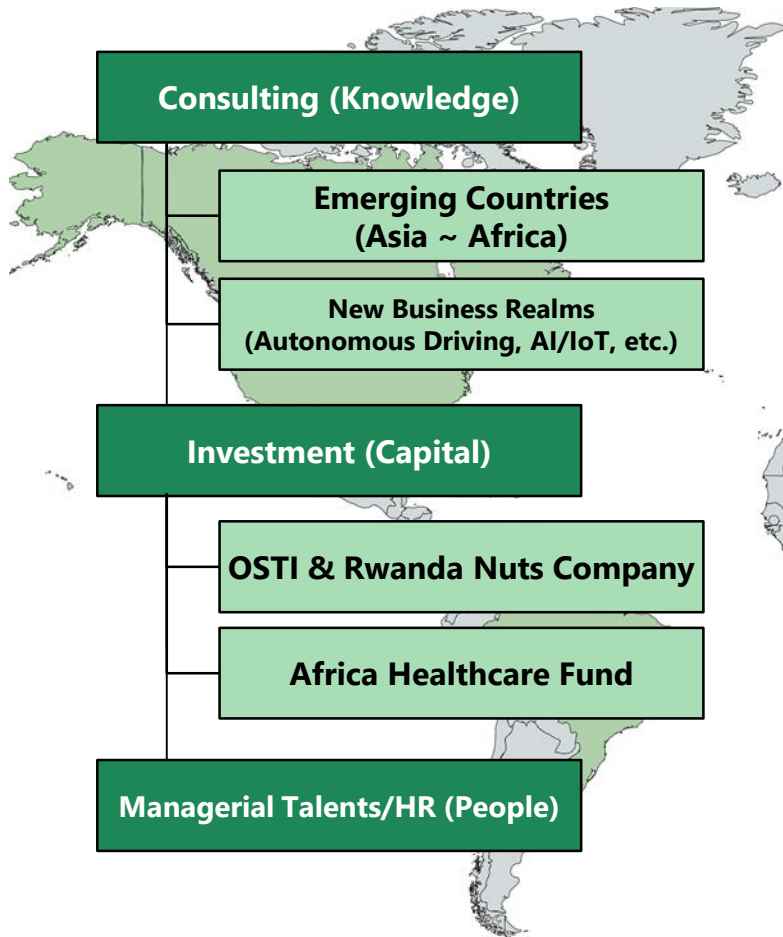 Consulting (Knowledge)
Emerging Countries
(Asia ~ Africa)
New Business Realms
(Autonomous Driving, AI/IoT, etc.)
Investment (Capital)
OSTI & Rwanda Nuts Company
Africa Healthcare Fund
Managerial Talents/HR (People)